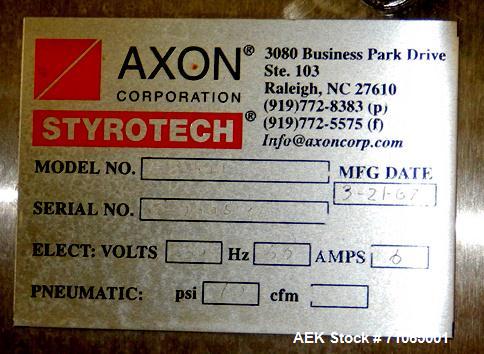 AXON®
CORPORATION
STYROTECH®
3080 Business Park Drive
Ste. 103
Raleigh, NC 27610
(919)772-8383 (p)
(919)772-5575 (f)
Info@axoncorp.com
MODEL NO.
MFG DATE
3-21-07
SERIAL NO.
ELECT: VOLTS Hz 60 AMPS 6
PNEUMATIC: psi cfm
AEK Stock # 71065001